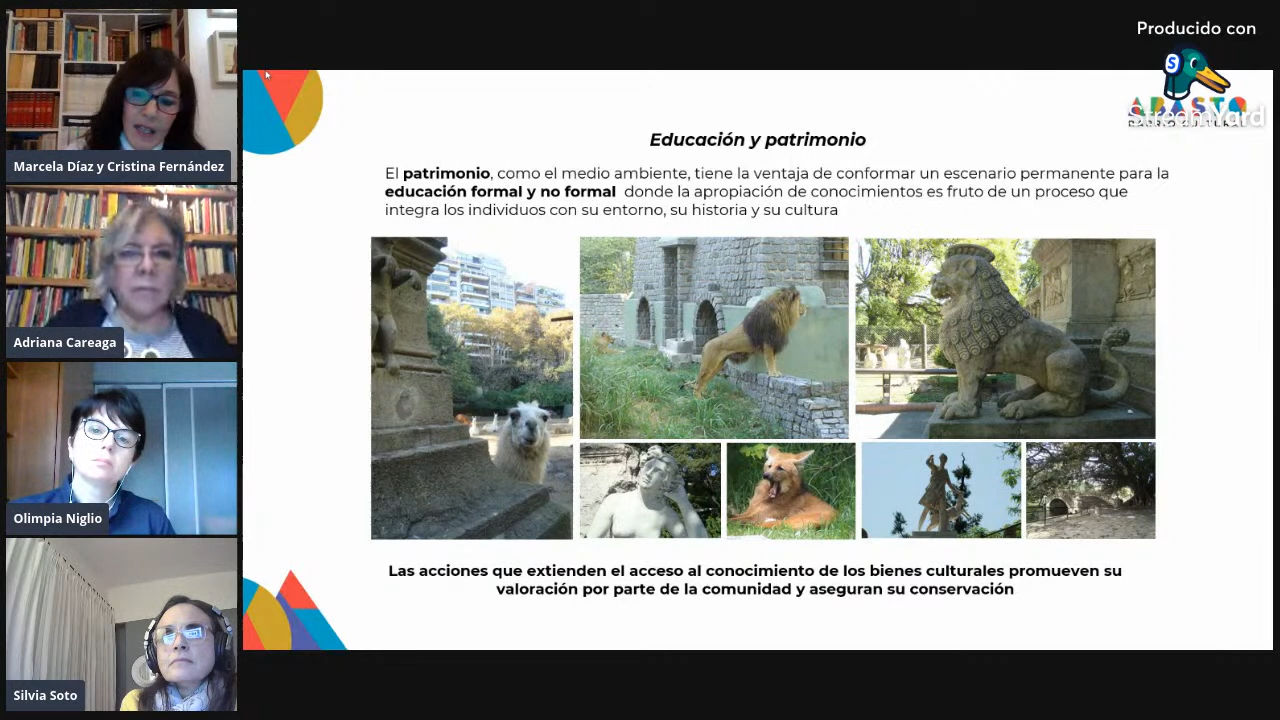 Producido con
S
StreamYard
ABASTO
BARRIO CULTURAL
Marcela Díaz y Cristina Fernández
Adriana Careaga
Olimpia Niglio
Silvia Soto
Educación y patrimonio
El patrimonio, como el medio ambiente, tiene la ventaja de conformar un escenario permanente para la
educación formal y no formal donde la apropiación de conocimientos es fruto de un proceso que
integra los individuos con su entorno, su historia y su cultura
Las acciones que extienden el acceso al conocimiento de los bienes culturales promueven su
valoración por parte de la comunidad y aseguran su conservación